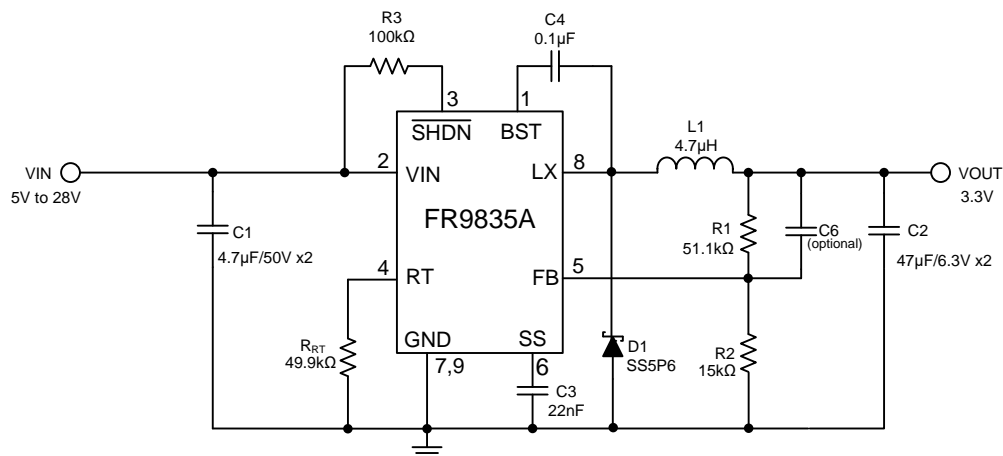 R3
100kΩ
C4
0.1μF
3
1
SHDN
BST
L1
4.7μH
2
8
VIN
VIN
LX
VOUT
5V to 28V
3.3V
FR9835A
C1
4.7μF/50V x2
R1
51.1kΩ
C6
(optional)
C2
47μF/6.3V x2
4
5
RT
FB
RRT
49.9kΩ
GND
SS
D1
SS5P6
R2
15kΩ
7,9
6
C3
22nF